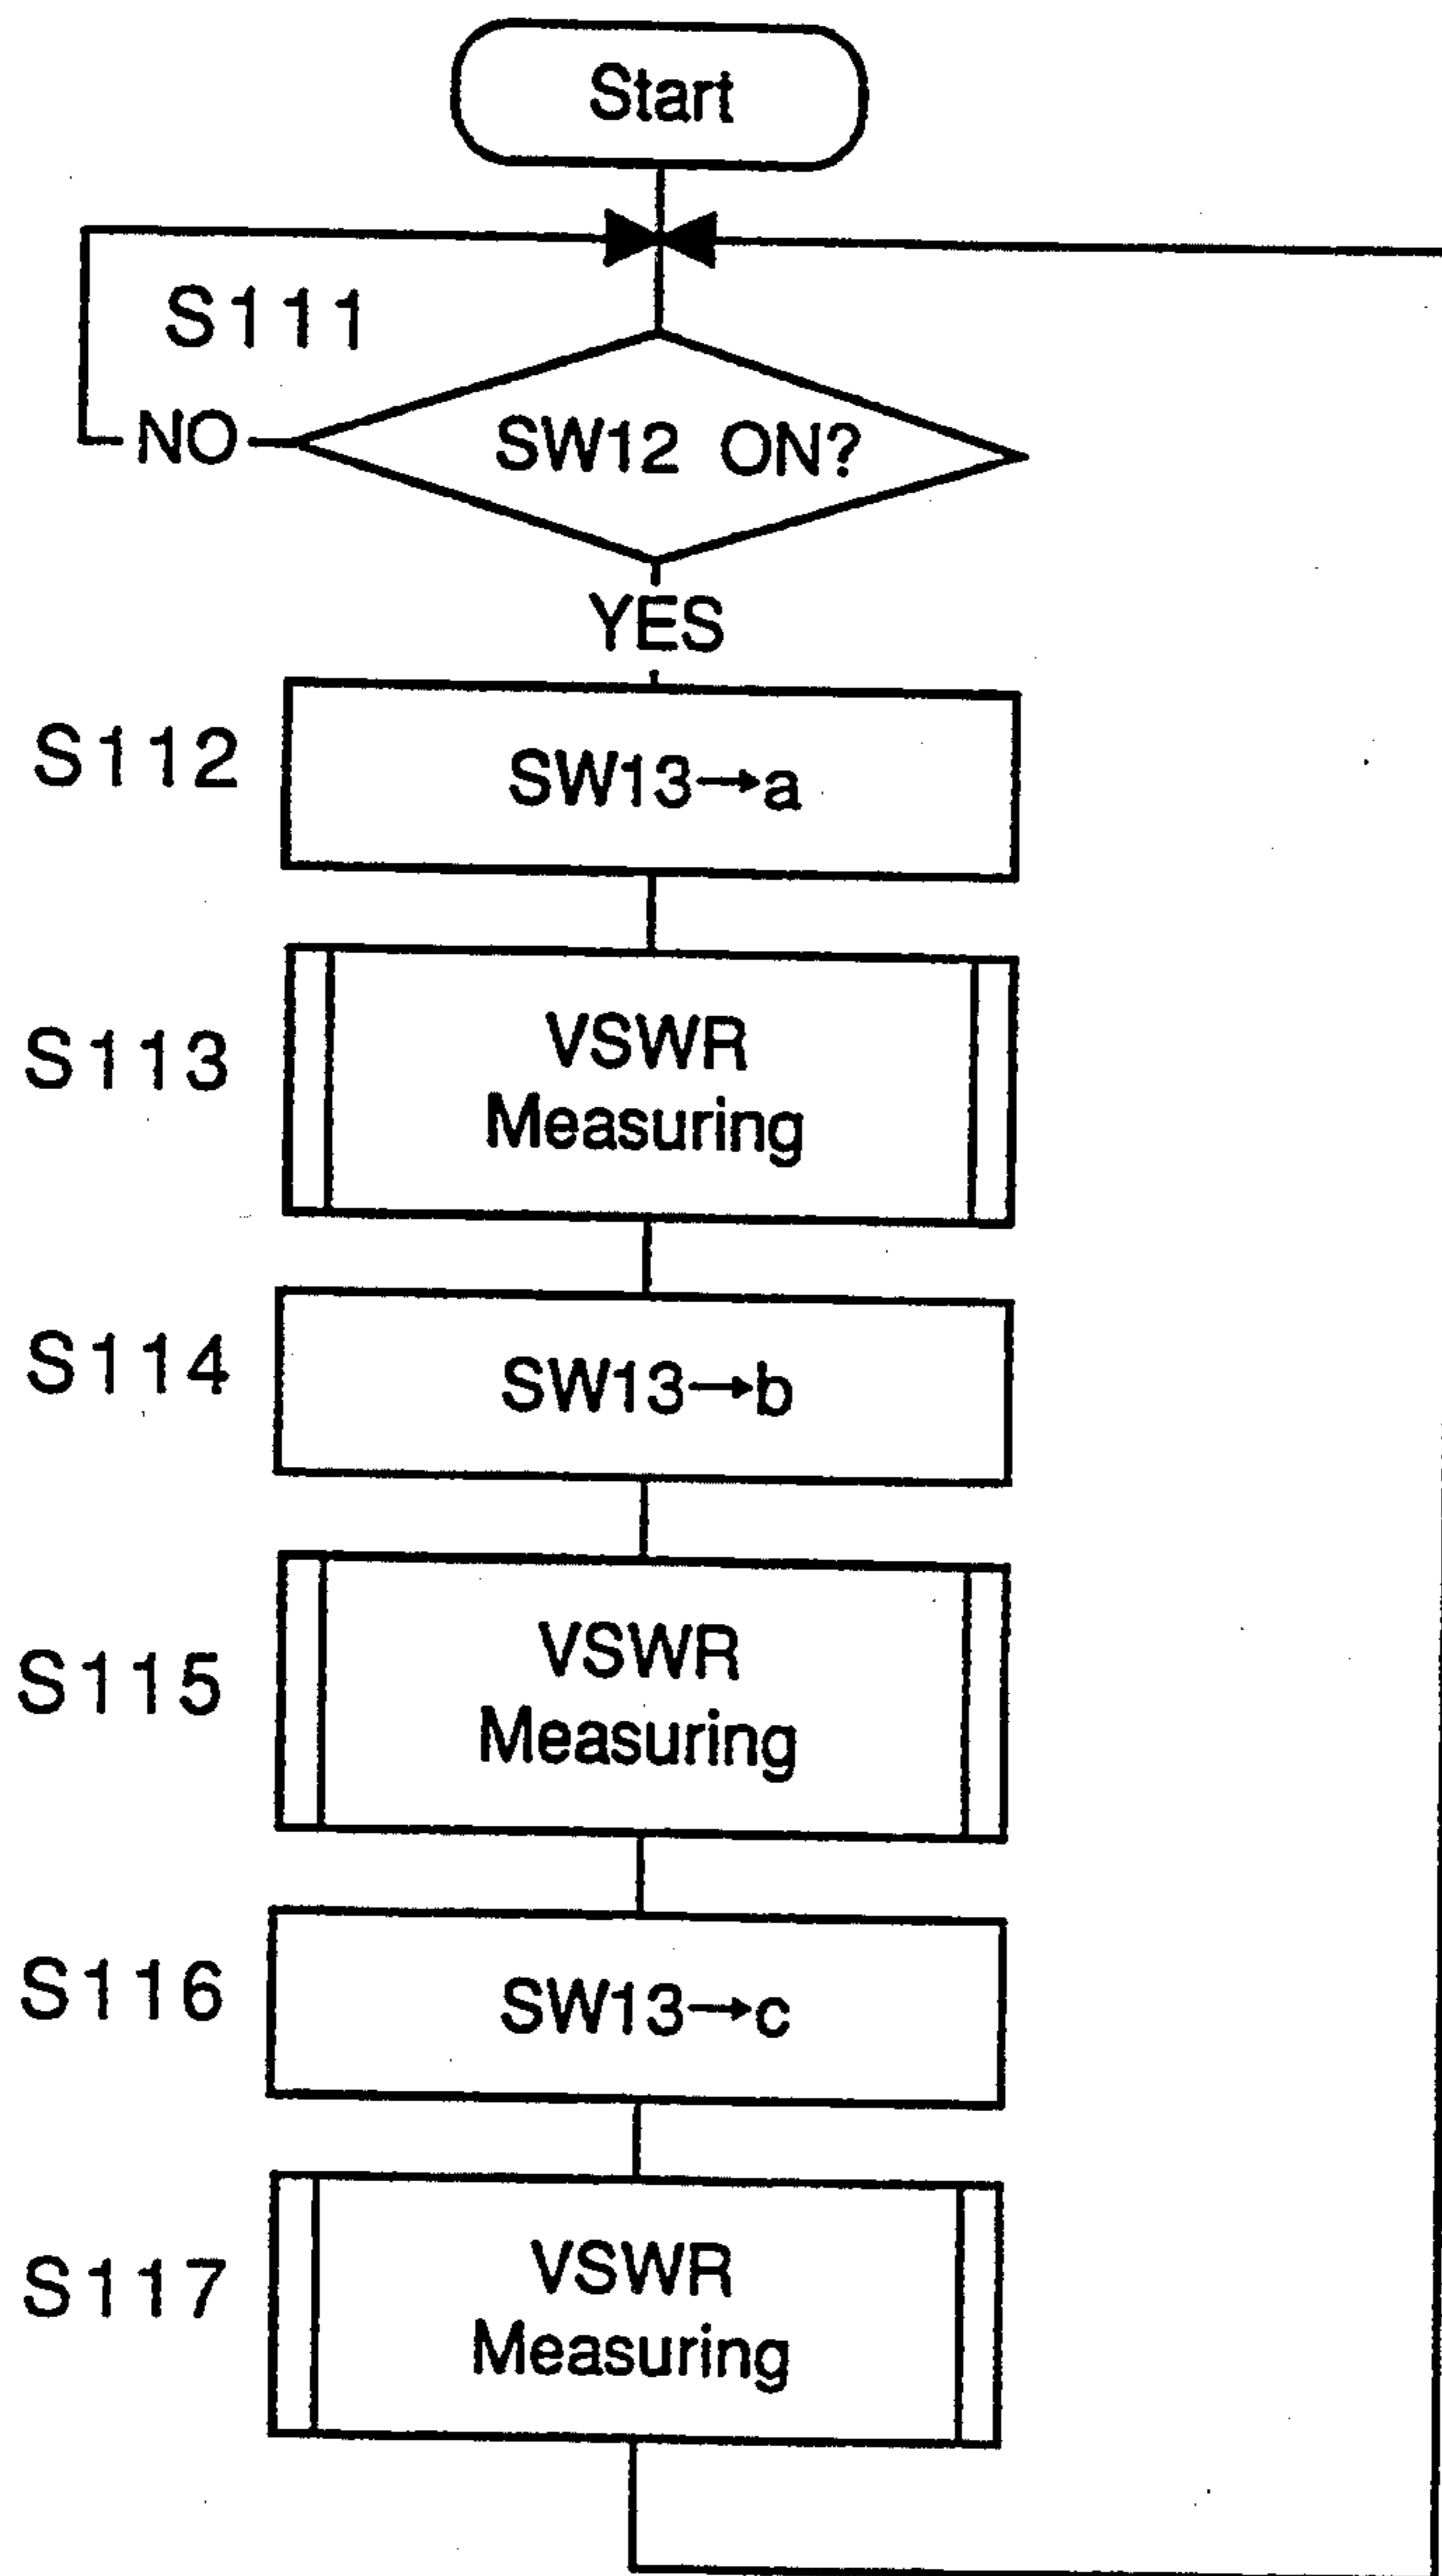 Start
S111
NO
SW12 ON?
YES
S112
SW13→a
S113
VSWR
Measuring
S114
SW13→b
S115
VSWR
Measuring
S116
SW13→c
S117
VSWR
Measuring